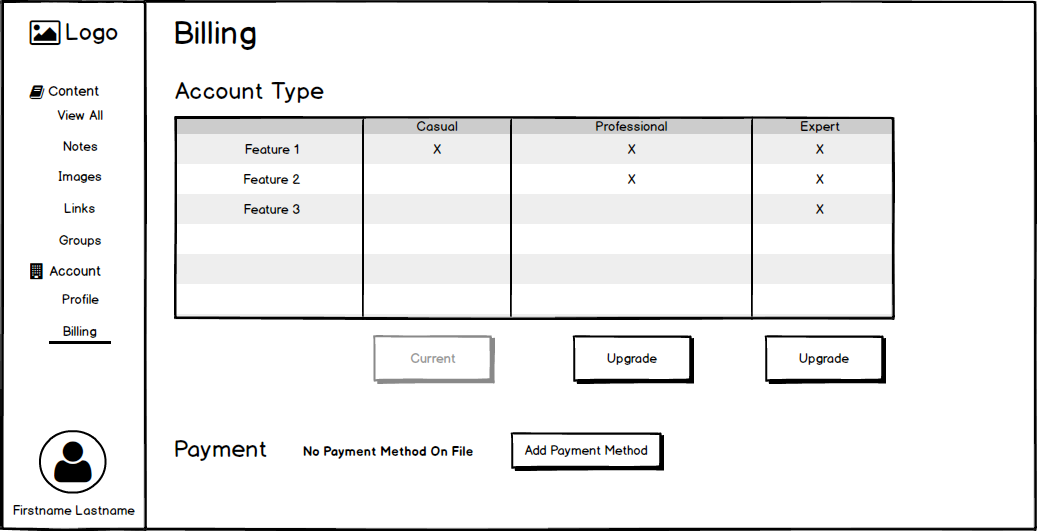 Logo
Content
View All
Notes
Images
Links
Groups
Account
Profile
Billing
Firstname Lastname
Billing
Account Type
Casual Professional Expert
Feature 1 X X X
Feature 2 X X
Feature 3 X
Current Upgrade Upgrade
Payment No Payment Method On File Add Payment Method